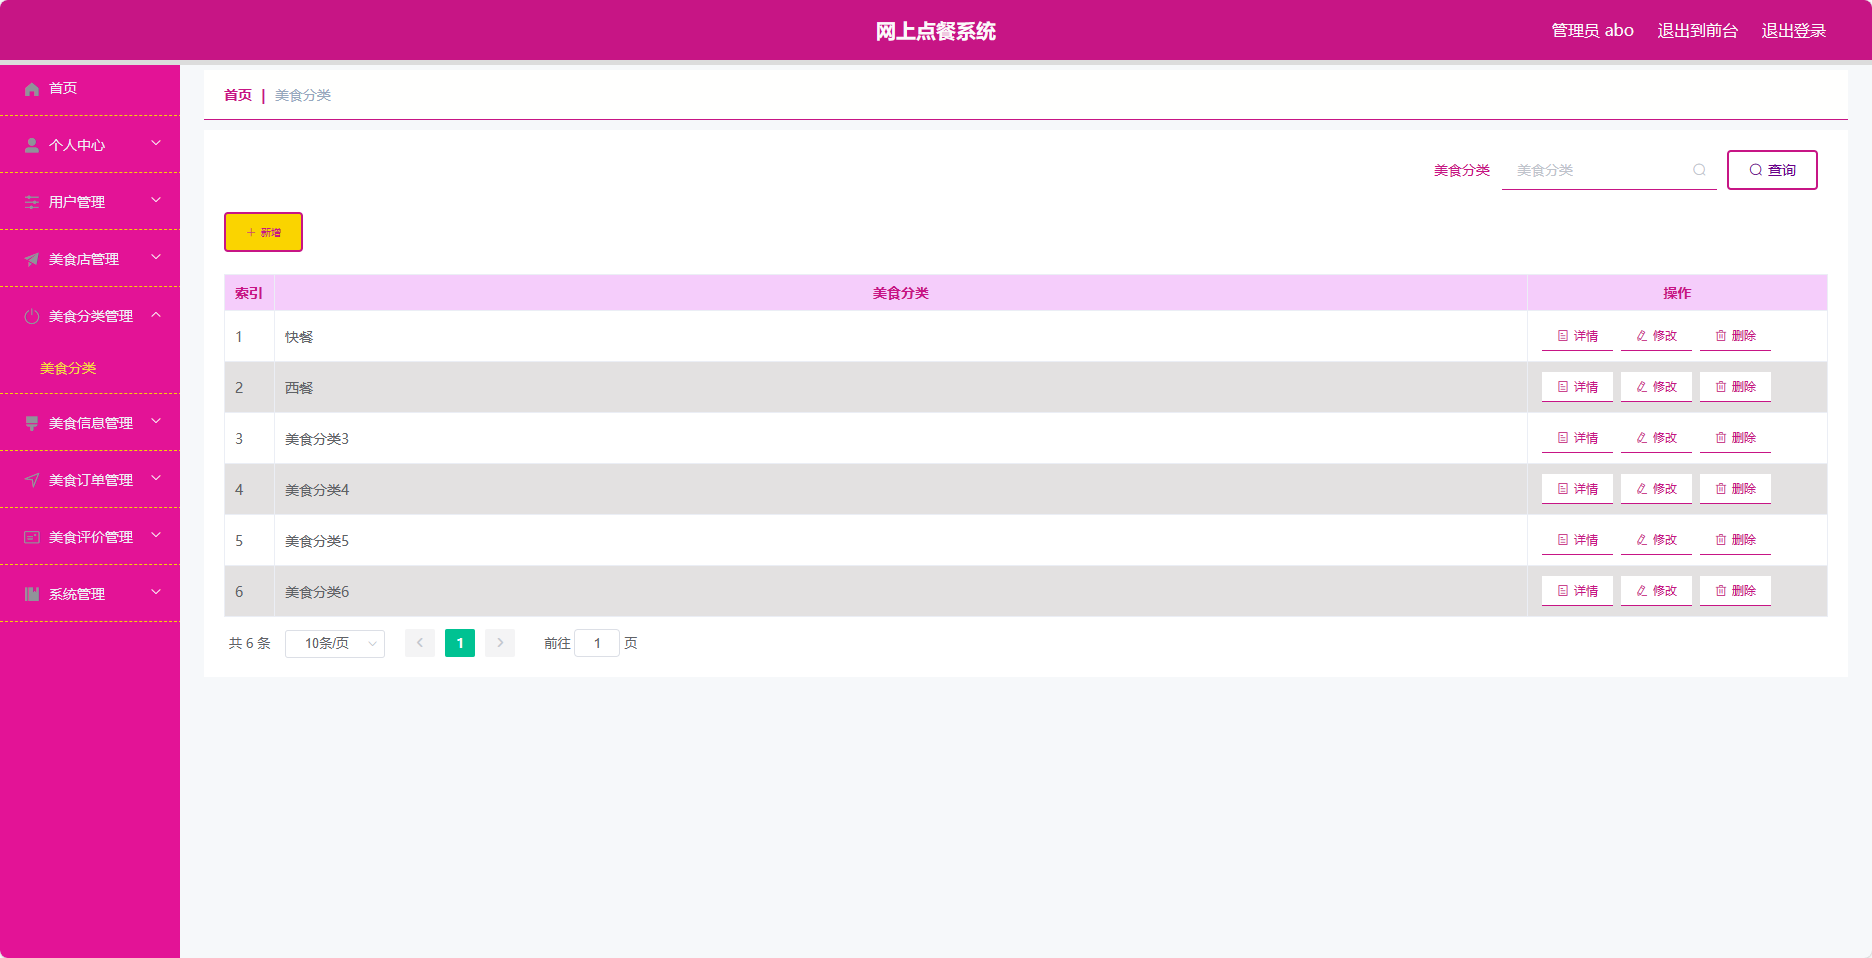 网上点餐系统
管理员 abo 退出到前台 退出登录
首页
个人中心
用户管理
美食店管理
美食分类管理
美食分类
美食信息管理
美食订单管理
美食评价管理
系统管理
首页 | 美食分类
美食分类 美食分类 查询
新增
索引 美食分类 操作
1 快餐 详情 修改 删除
2 西餐 详情 修改 删除
3 美食分类3 详情 修改 删除
4 美食分类4 详情 修改 删除
5 美食分类5 详情 修改 删除
6 美食分类6 详情 修改 删除
共 6 条 10条/页 1 前往 1 页